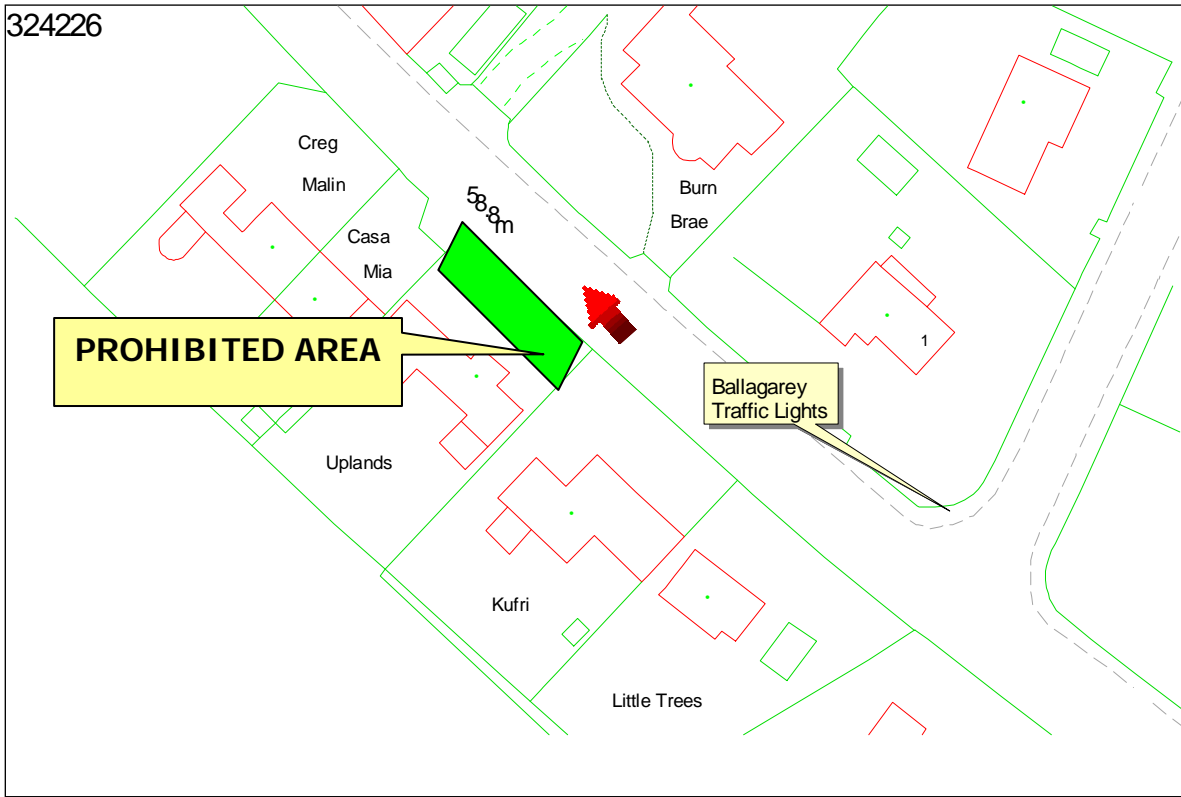 324226
Creg
Malin
Burn
Brae
58.8m
Casa
Mia
PROHIBITED AREA
1
Ballagarey
Traffic Lights
Uplands
Kufri
Little Trees